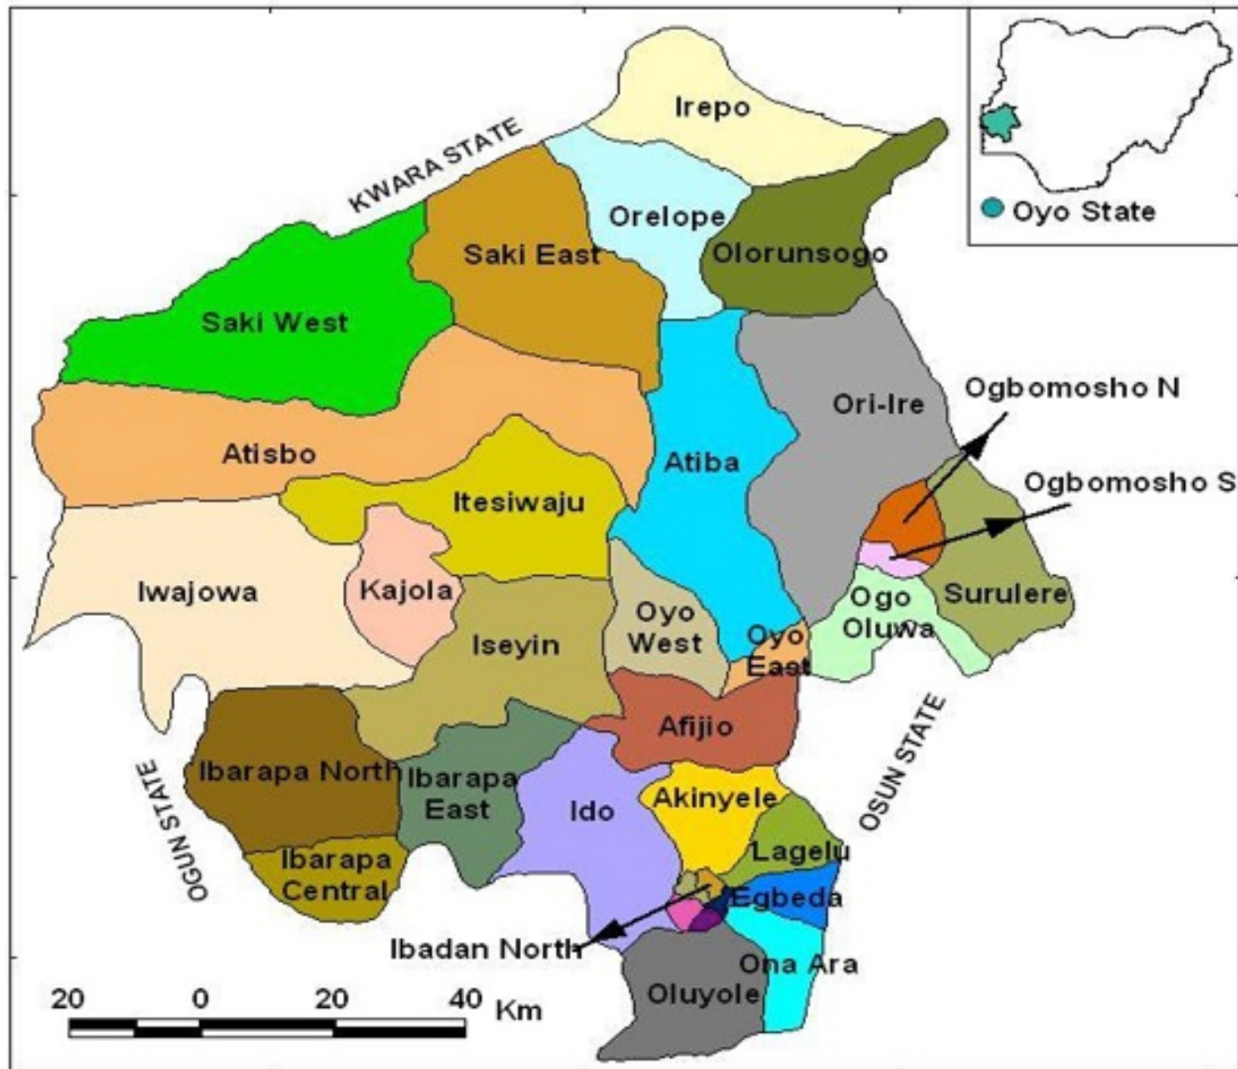 Irepo
KWARA STATE
Oyo State
Orelope
Saki East
Olorunsogo
Saki West
Ogbomosho N
Ori-Ire
Atisbo
Atiba
Ogbomosho S
Itesiwaju
Iwajowa
Kajola
Ogo
Oluwa
Surulere
Oyo
West
Iseyin
Oyo
East
Afijio
OSUN STATE
OGUN STATE
Ibarapa North
Ibarapa
East
Ido
Akinyele
Lagelu
Ibarapa
Central
Egbeda
Ibadan North
Ona Ara
Oluyole
20 0 20 40 Km